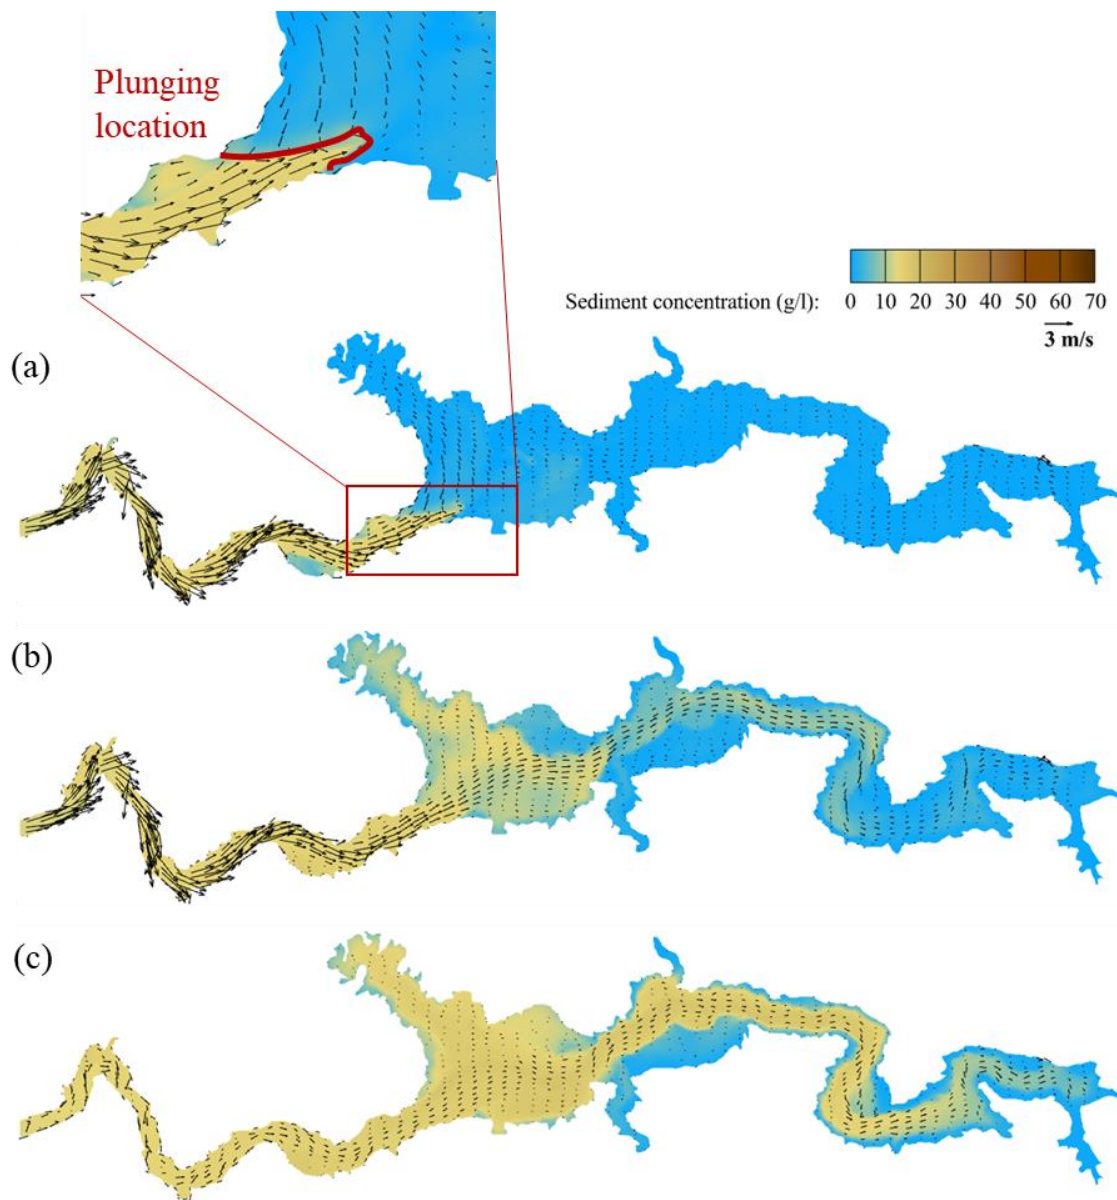 Plunging
location
Sediment concentration (g/l):
0 10 20 30 40 50 60 70
3 m/s
(a)
(b)
(c)